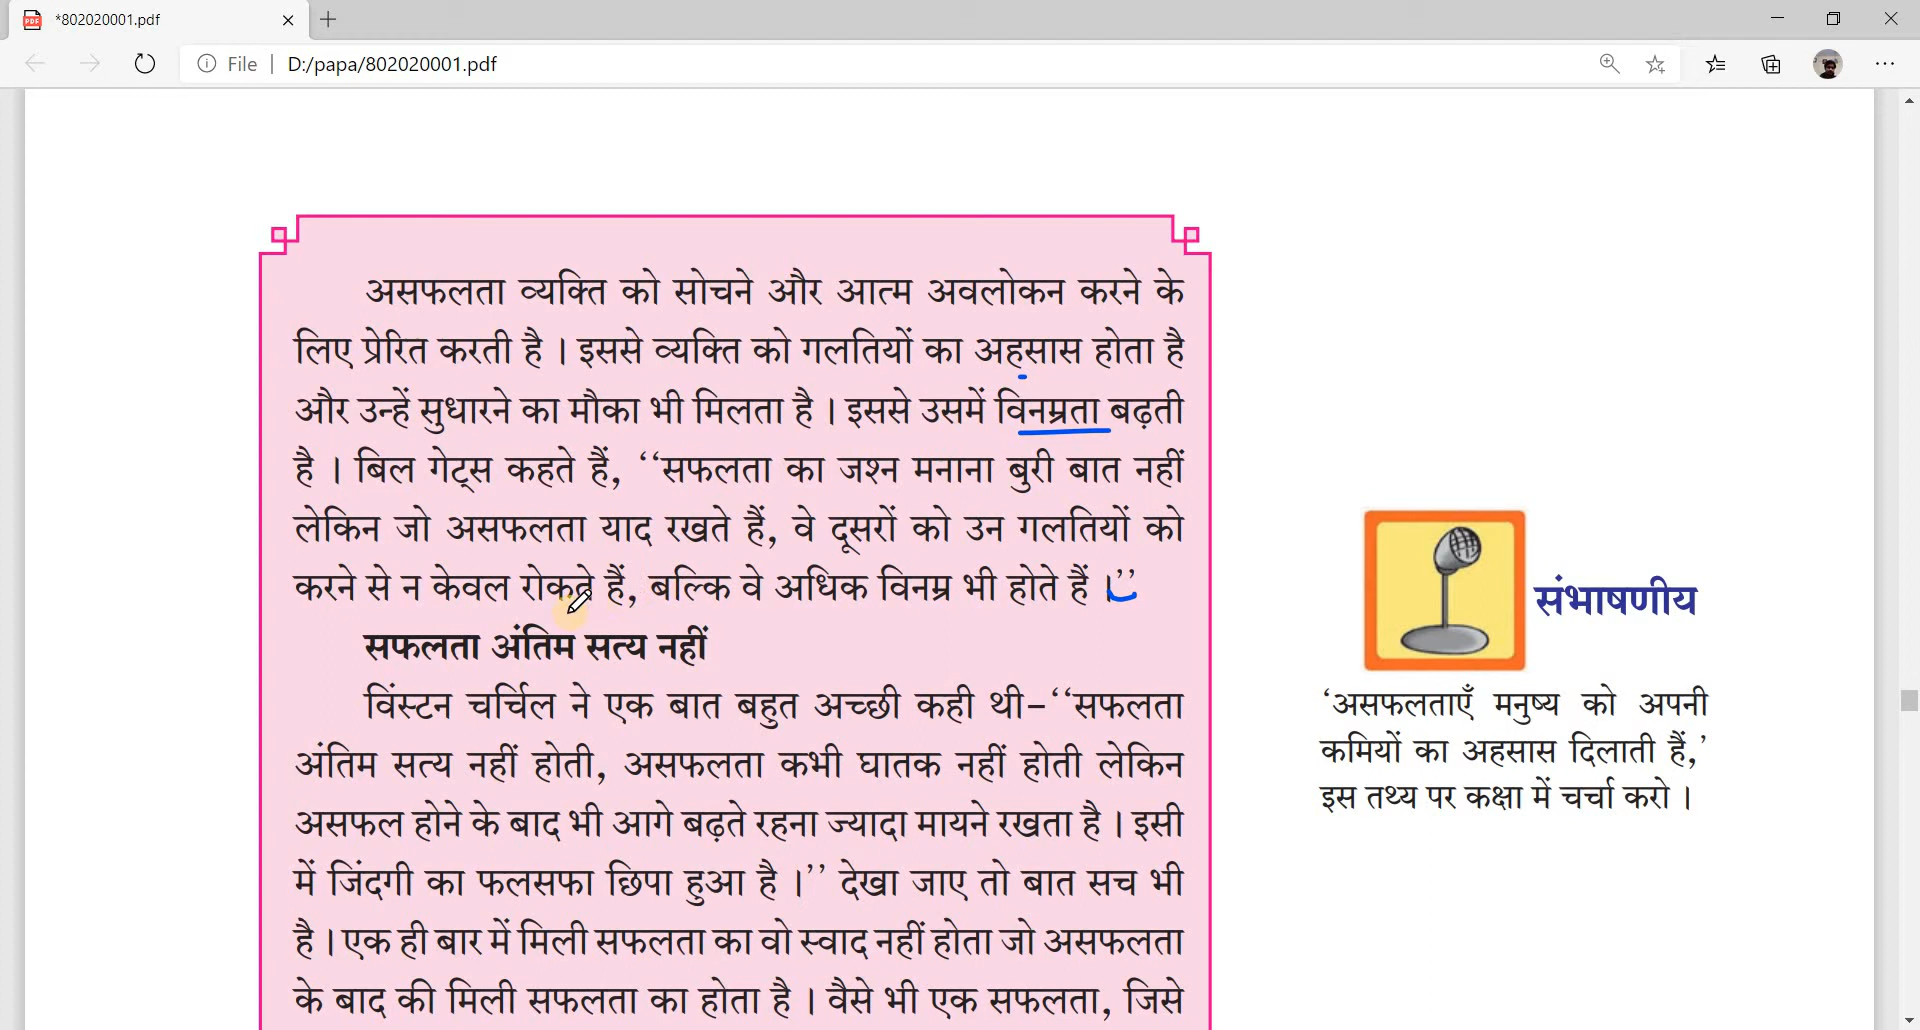 *802020001.pdf
File
D:/papa/802020001.pdf
असफलता व्यक्ति को सोचने और आत्म अवलोकन करने के
लिए प्रेरित करती है । इससे व्यक्ति को गलतियों का अहसास होता है
और उन्हें सुधारने का मौका भी मिलता है । इससे उसमें विनम्रता बढ़ती
है । बिल गेट्स कहते हैं, ‘‘सफलता का जश्न मनाना बुरी बात नहीं
लेकिन जो असफलता याद रखते हैं, वे दूसरों को उन गलतियों को
करने से न केवल रोकते हैं, बल्कि वे अधिक विनम्र भी होते हैं ।’’
सफलता अंतिम सत्य नहीं
विंस्टन चर्चिल ने एक बात बहुत अच्छी कही थी-‘‘सफलता
अंतिम सत्य नहीं होती, असफलता कभी घातक नहीं होती लेकिन
असफल होने के बाद भी आगे बढ़ते रहना ज्यादा मायने रखता है । इसी
में जिंदगी का फलसफा छिपा हुआ है ।’’ देखा जाए तो बात सच भी
है । एक ही बार में मिली सफलता का वो स्वाद नहीं होता जो असफलता
के बाद की मिली सफलता का होता है । वैसे भी एक सफलता, जिसे
संभाषणीय
‘असफलताएँ मनुष्य को अपनी
कमियों का अहसास दिलाती हैं,’
इस तथ्य पर कक्षा में चर्चा करो ।